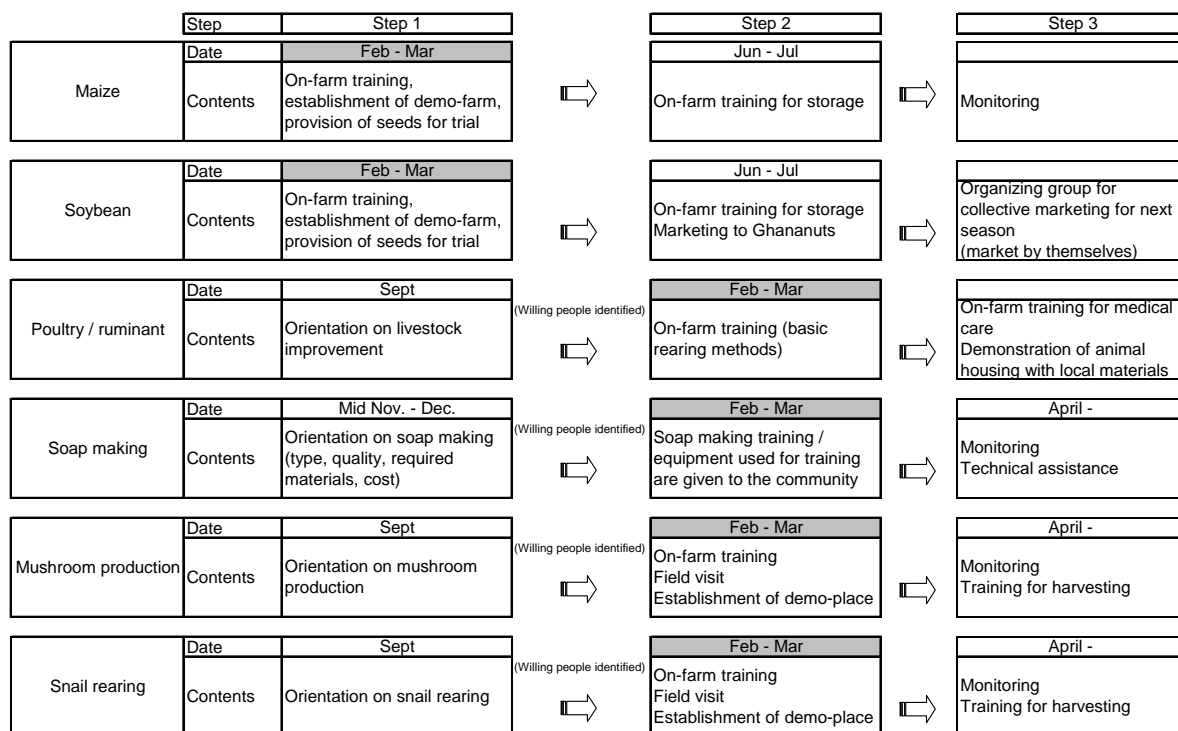 Step
Step 1
Step 2
Step 3
Maize
Date
Feb - Mar
Jun - Jul
Contents
On-farm training,
establishment of demo-farm,
provision of seeds for trial
On-farm training for storage
Monitoring
Soybean
Date
Feb - Mar
Jun - Jul
Contents
On-farm training,
establishment of demo-farm,
provision of seeds for trial
On-famr training for storage
Marketing to Ghananuts
Organizing group for
collective marketing for next
season
(market by themselves)
Poultry / ruminant
Date
Sept
(Willing people identified)
Feb - Mar
Contents
Orientation on livestock
improvement
On-farm training (basic
rearing methods)
On-farm training for medical
care
Demonstration of animal
housing with local materials
Soap making
Date
Mid Nov. - Dec.
(Willing people identified)
Feb - Mar
April -
Contents
Orientation on soap making
(type, quality, required
materials, cost)
Soap making training /
equipment used for training
are given to the community
Monitoring
Technical assistance
Mushroom production
Date
Sept
(Willing people identified)
Feb - Mar
April -
Contents
Orientation on mushroom
production
On-farm training
Field visit
Establishment of demo-place
Monitoring
Training for harvesting
Snail rearing
Date
Sept
(Willing people identified)
Feb - Mar
April -
Contents
Orientation on snail rearing
On-farm training
Field visit
Establishment of demo-place
Monitoring
Training for harvesting